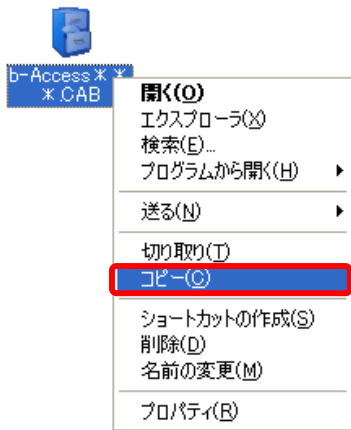 b-Access＊＊
＊.CAB
開く(O)
エクスプローラ(X)
検索(E)...
プログラムから開く(H)
送る(N)
切り取り(T)
コピー(C)
ショートカットの作成(S)
削除(D)
名前の変更(M)
プロパティ(R)